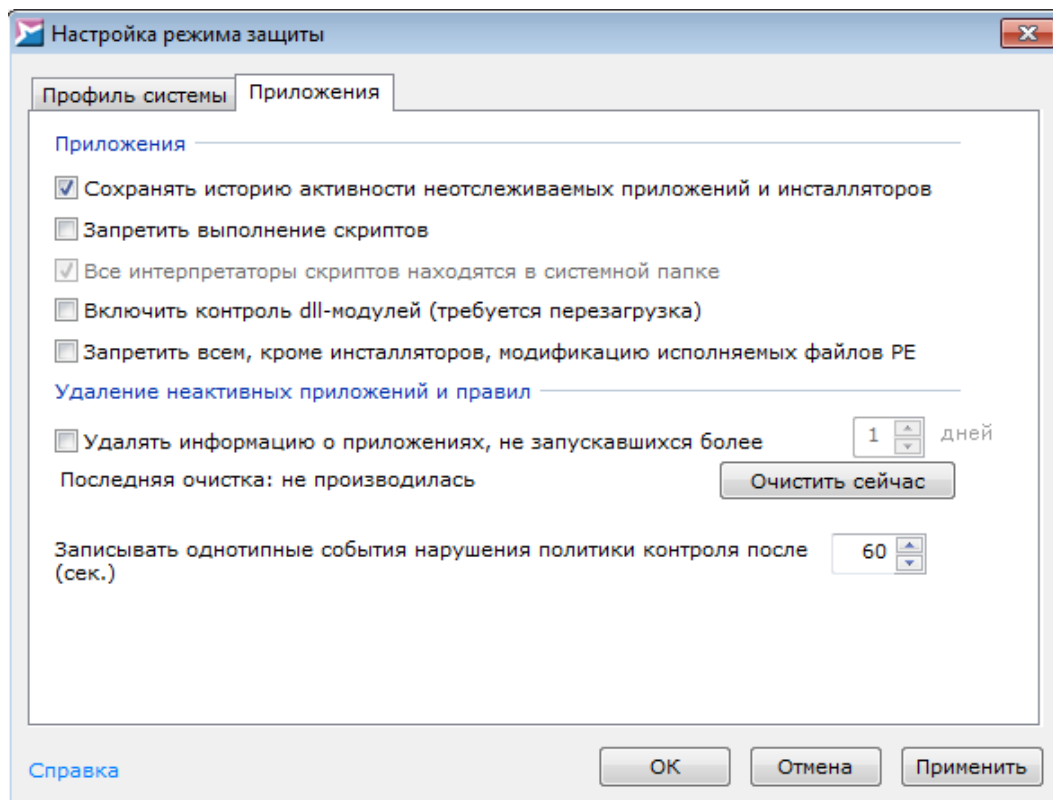 Настройка режима защиты
Профиль системы Приложения
Приложения
Сохранять историю активности неотслеживаемых приложений и инсталляторов
Запретить выполнение скриптов
Все интерпретаторы скриптов находятся в системной папке
Включить контроль dll-модулей (требуется перезагрузка)
Запретить всем, кроме инсталляторов, модификацию исполняемых файлов PE
Удаление неактивных приложений и правил
Удалять информацию о приложениях, не запускавшихся более 1 дней
Последняя очистка: не производилась Очистить сейчас
Записывать однотипные события нарушения политики контроля после 60
(сек.)
Справка ОК Отмена Применить